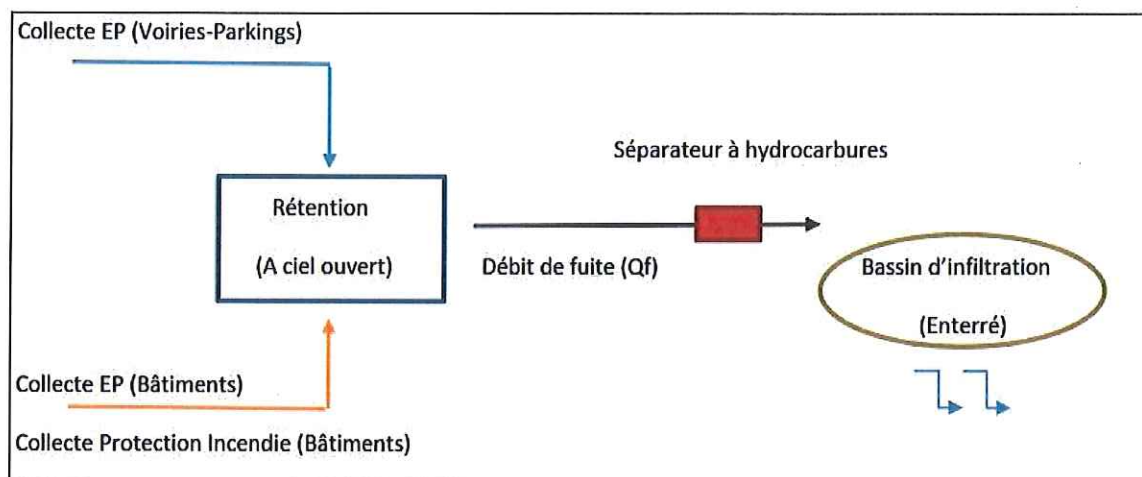 Collecte EP (Voiries-Parkings)
Séparateur à hydrocarbures
Rétention
(A ciel ouvert)
Débit de fuite (Qf)
Bassin d'infiltration
(Enterré)
Collecte EP (Bâtiments)
Collecte Protection Incendie (Bâtiments)